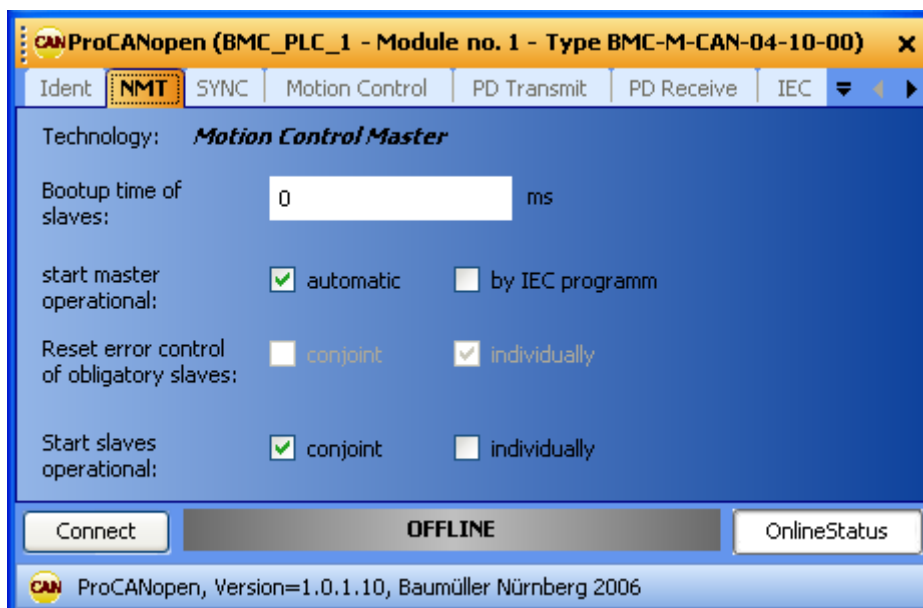 CAN ProCANopen (BMC_PLC_1 - Module no. 1 - Type BMC-M-CAN-04-10-00)
Ident NMT SYNC Motion Control PD Transmit PD Receive IEC
Technology: Motion Control Master
Bootup time of
slaves:
0 ms
start master
operational:
automatic by IEC programm
Reset error control
of obligatory slaves:
conjoint individually
Start slaves
operational:
conjoint individually
Connect OFFLINE OnlineStatus
CAN ProCANopen, Version=1.0.1.10, Baumüller Nürnberg 2006